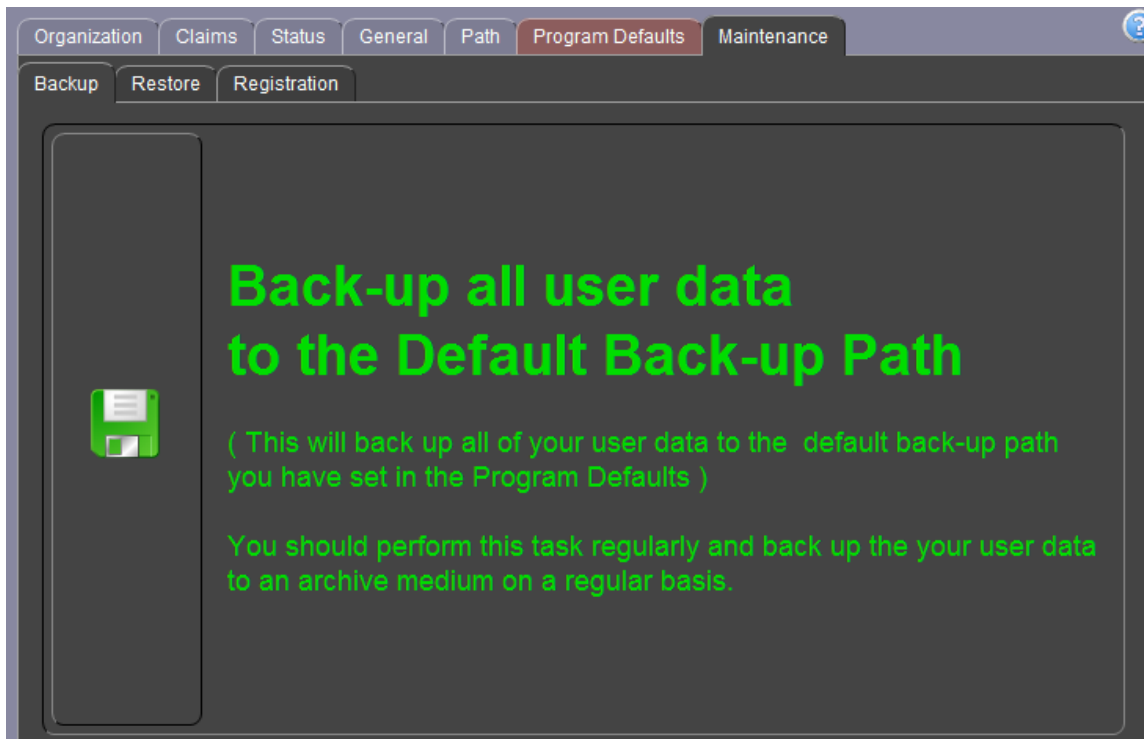 Organization Claims Status General Path Program Defaults Maintenance
Backup Restore Registration
Back-up all user data
to the Default Back-up Path
( This will back up all of your user data to the  default back-up path
you have set in the Program Defaults )
You should perform this task regularly and back up the your user data
to an archive medium on a regular basis.